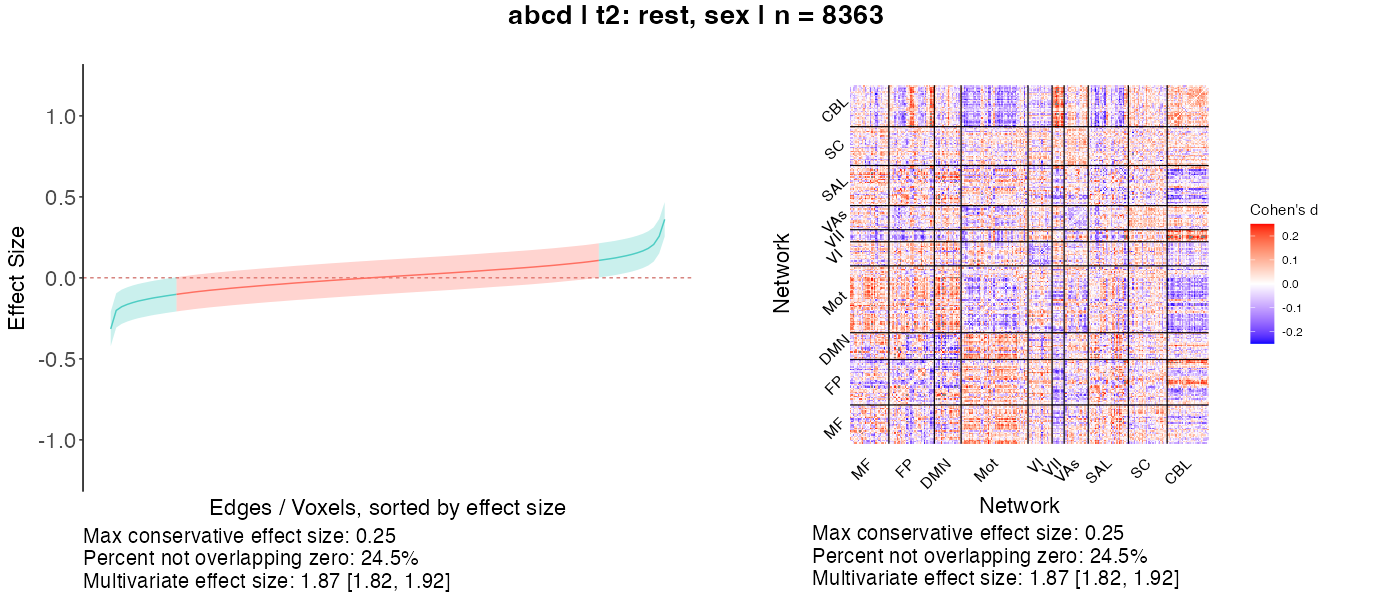 abcd | t2: rest, sex | n = 8363
Effect Size
1.0
0.5
0.0
-0.5
-1.0
Edges / Voxels, sorted by effect size
Max conservative effect size: 0.25
Percent not overlapping zero: 24.5%
Multivariate effect size: 1.87 [1.82, 1.92]
Network
CBL
SC
SAL
VAs
VII
VI
Mot
DMN
FP
MF
MF
FP
DMN
Mot
VI
VII
VAs
SAL
SC
CBL
Network
Max conservative effect size: 0.25
Percent not overlapping zero: 24.5%
Multivariate effect size: 1.87 [1.82, 1.92]
Cohen's d
0.2
0.1
0.0
-0.1
-0.2